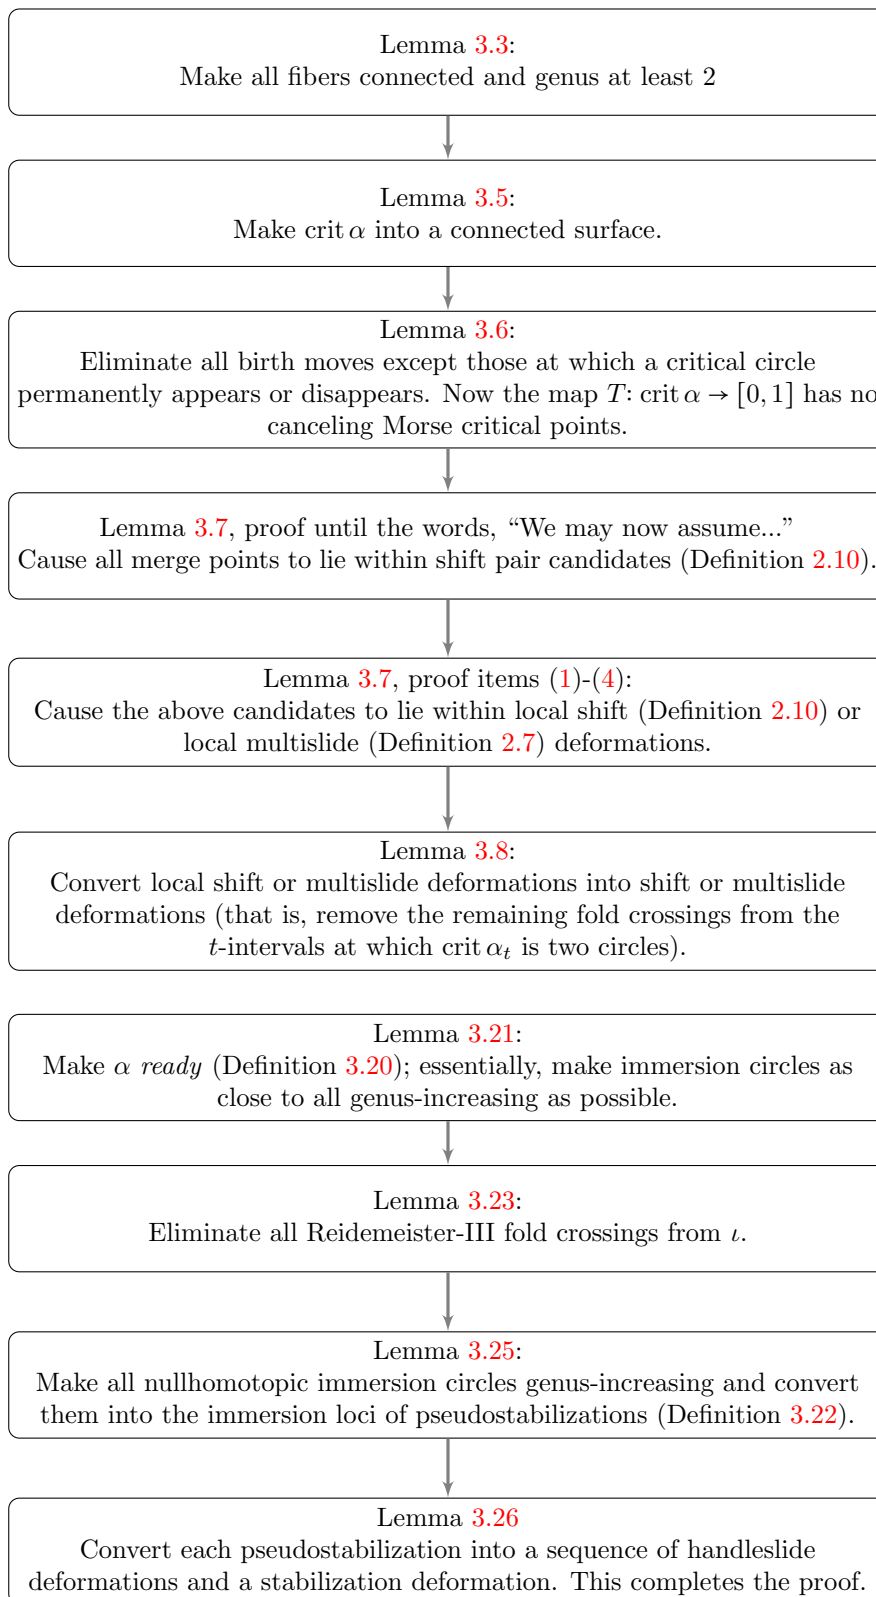 Lemma 3.3:
Make all fibers connected and genus at least 2
Lemma 3.5:
Make crit α into a connected surface.
Lemma 3.6:
Eliminate all birth moves except those at which a critical circle
permanently appears or disappears. Now the map T: crit α → [0, 1] has no
canceling Morse critical points.
Lemma 3.7, proof until the words, “We may now assume...”
Cause all merge points to lie within shift pair candidates (Definition 2.10).
Lemma 3.7, proof items (1)-(4):
Cause the above candidates to lie within local shift (Definition 2.10) or
local multislide (Definition 2.7) deformations.
Lemma 3.8:
Convert local shift or multislide deformations into shift or multislide
deformations (that is, remove the remaining fold crossings from the
t-intervals at which crit αₜ is two circles).
Lemma 3.21:
Make α ready (Definition 3.20); essentially, make immersion circles as
close to all genus-increasing as possible.
Lemma 3.23:
Eliminate all Reidemeister-III fold crossings from ι.
Lemma 3.25:
Make all nullhomotopic immersion circles genus-increasing and convert
them into the immersion loci of pseudostabilizations (Definition 3.22).
Lemma 3.26
Convert each pseudostabilization into a sequence of handleslide
deformations and a stabilization deformation. This completes the proof.